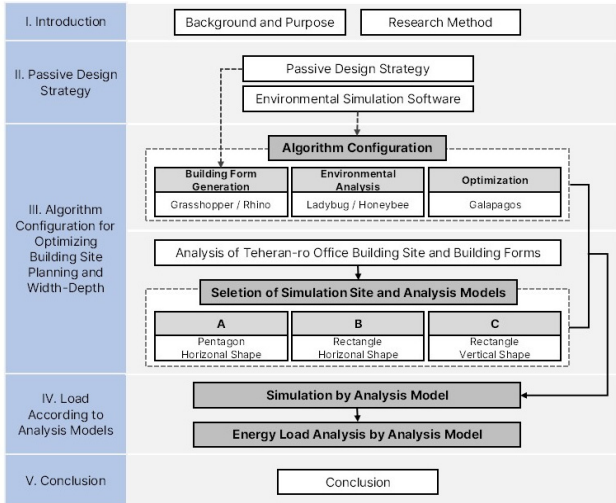 I. Introduction
Background and Purpose
Research Method
II. Passive Design
Strategy
Passive Design Strategy
Environmental Simulation Software
III. Algorithm
Configuration for
Optimizing
Building Site
Planning and
Width-Depth
Algorithm Configuration
Building Form
Generation
Grasshopper / Rhino
Environmental
Analysis
Ladybug / Honeybee
Optimization
Galapagos
Analysis of Teheran-ro Office Building Site and Building Forms
Seletion of Simulation Site and Analysis Models
A
Pentagon
Horizonal Shape
B
Rectangle
Horizonal Shape
C
Rectangle
Vertical Shape
IV. Load
According to
Analysis Models
Simulation by Analysis Model
Energy Load Analysis by Analysis Model
V. Conclusion
Conclusion